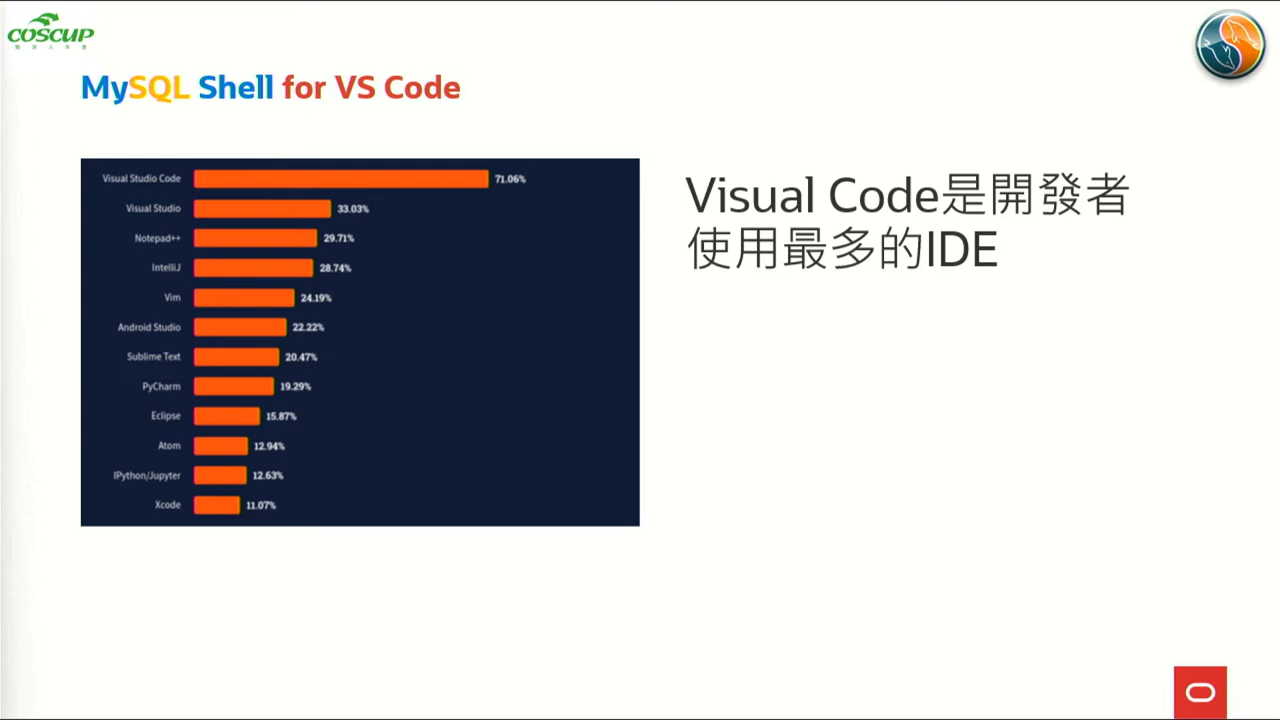 COSCUP
MySQL Shell for VS Code
Visual Studio Code 71.06%
Visual Studio 33.03%
Notepad++ 29.71%
IntelliJ 28.74%
Vim 24.19%
Android Studio 22.22%
Sublime Text 20.47%
PyCharm 19.29%
Eclipse 15.87%
Atom 12.94%
IPython/Jupyter 12.63%
Xcode 11.07%
Visual Code是開發者
使用最多的IDE